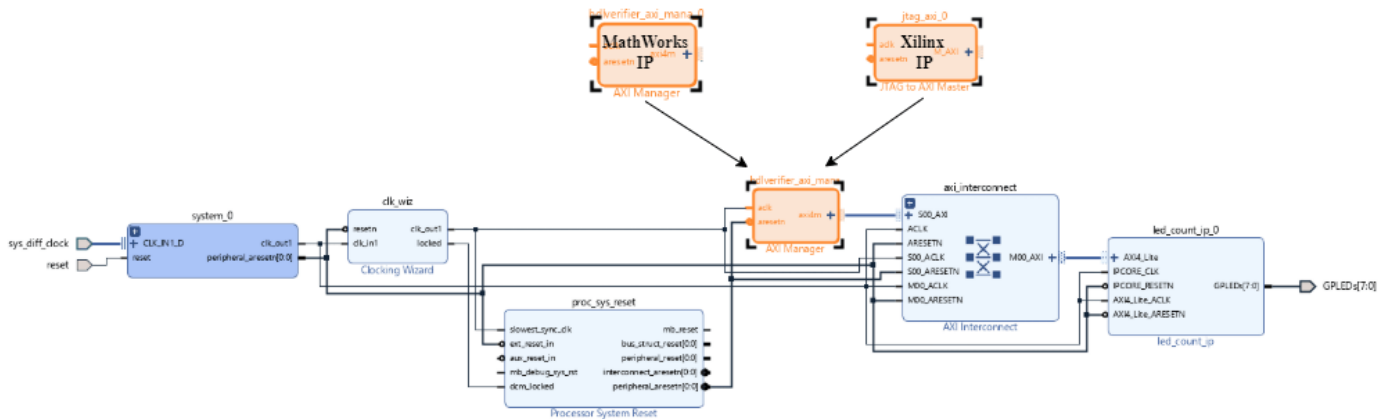 hdlverifier_axi_mana_0
MathWorks
IP
aresetn
AXI Manager
jtag_axi_0
aclk
Xilinx
IP
M_AXI
aresetn
JTAG to AXI Master
sys_diff_clock
reset
system_0
CLK_IN1_D
reset
clk_out1
peripheral_aresetn[0:0]
clk_wiz
resetn
clk_in1
clk_out1
locked
Clocking Wizard
proc_sys_reset
slowest_sync_clk
ext_reset_in
aux_reset_in
mb_debug_sys_rst
dcm_locked
mb_reset
bus_struct_reset[0:0]
peripheral_reset[0:0]
interconnect_aresetn[0:0]
peripheral_aresetn[0:0]
Processor System Reset
hdlverifier_axi_mana
aclk
aresetn
axi4m
AXI Manager
axi_interconnect
S00_AXI
ACLK
ARESETN
S00_ACLK
S00_ARESETN
M00_ACLK
M00_ARESETN
M00_AXI
AXI Interconnect
led_count_ip_0
AXI4_Lite
IPCORE_CLK
IPCORE_RESETN
AXI4_Lite_ACLK
AXI4_Lite_ARESETN
GPLEDs[7:0]
led_count_ip
GPLEDs[7:0]